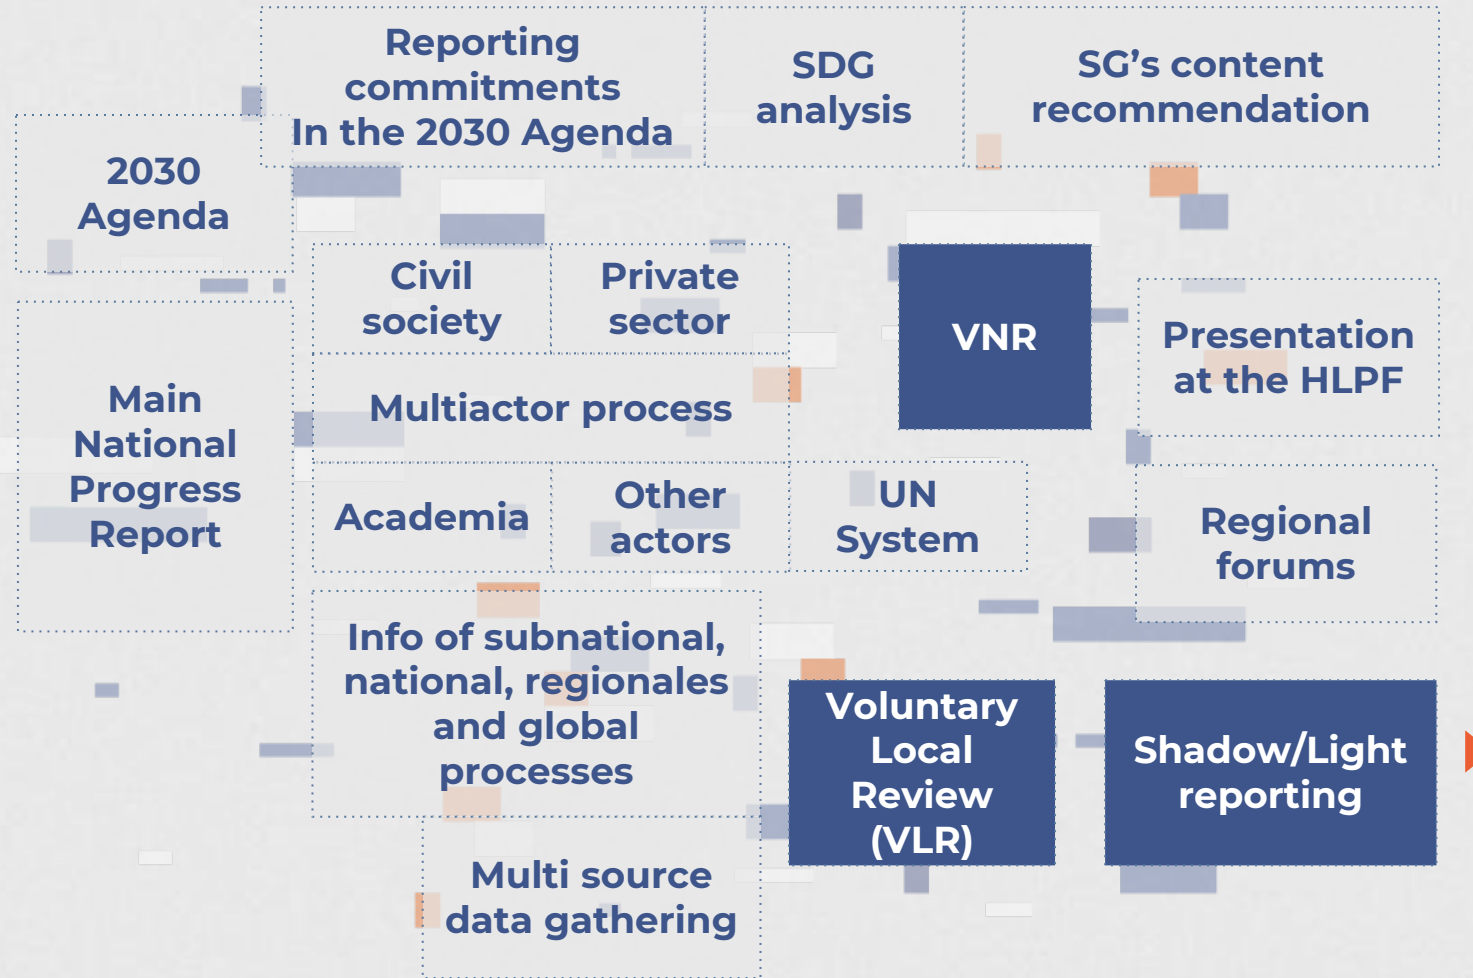 Reporting
commitments
In the 2030 Agenda
SDG
analysis
SG’s content
recommendation
2030
Agenda
Civil
society
Private
sector
VNR
Presentation
at the HLPF
Main
National
Progress
Report
Multiactor process
Academia
Other
actors
UN
System
Regional
forums
Info of subnational,
national, regionales
and global
processes
Voluntary
Local
Review
(VLR)
Shadow/Light
reporting
Multi source
data gathering